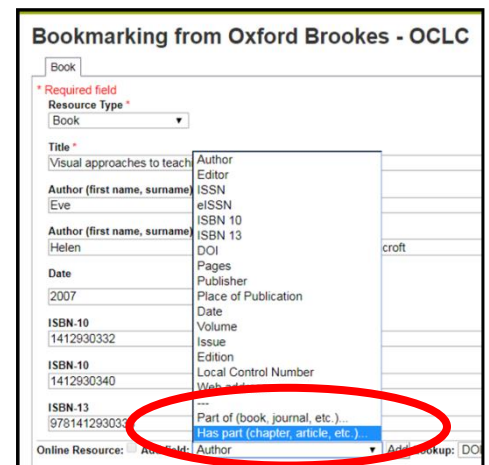 Bookmarking from Oxford Brookes - OCLC
Book
* Required field
Resource Type *
Book
Title *
Visual approaches to teachi
Author (first name, surname)
Eve
Author (first name, surname)
Helen croft
Date
2007
ISBN-10
1412930332
ISBN-10
1412930340
ISBN-13
978141293033
Author
Editor
ISSN
eISSN
ISBN 10
ISBN 13
DOI
Pages
Publisher
Place of Publication
Date
Volume
Issue
Edition
Local Control Number
Web address
---
Part of (book, journal, etc.)...
Has part (chapter, article, etc.)...
Online Resource: Add field: Author Add Lookup: DOI